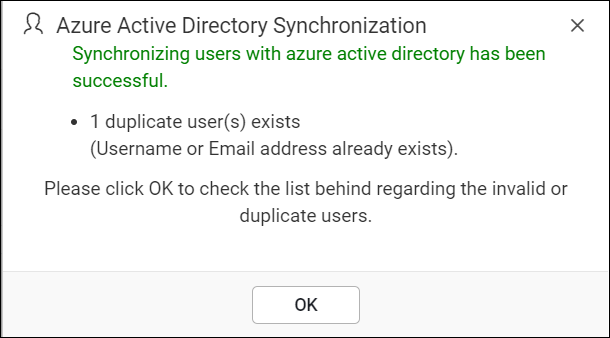 Azure Active Directory Synchronization
Synchronizing users with azure active directory has been
successful.
• 1 duplicate user(s) exists
(Username or Email address already exists).
Please click OK to check the list behind regarding the invalid or
duplicate users.
OK